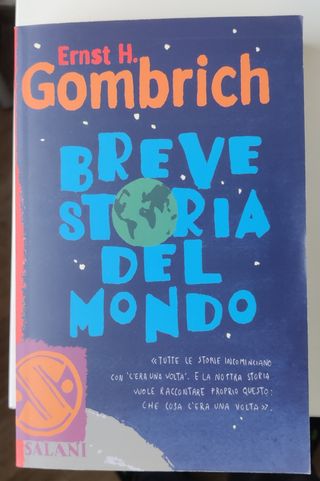 Ernst H.
Gombrich
BREVE
STORIA
DEL
MONDO
«TUTTE LE STORIE INCOMINCIANO
CON 'C'ERA UNA VOLTA'. E LA NOSTRA STORIA
VUOLE RACCONTARE PROPRIO QUESTO:
CHE COSA C'ERA UNA VOLTA».
SALANI